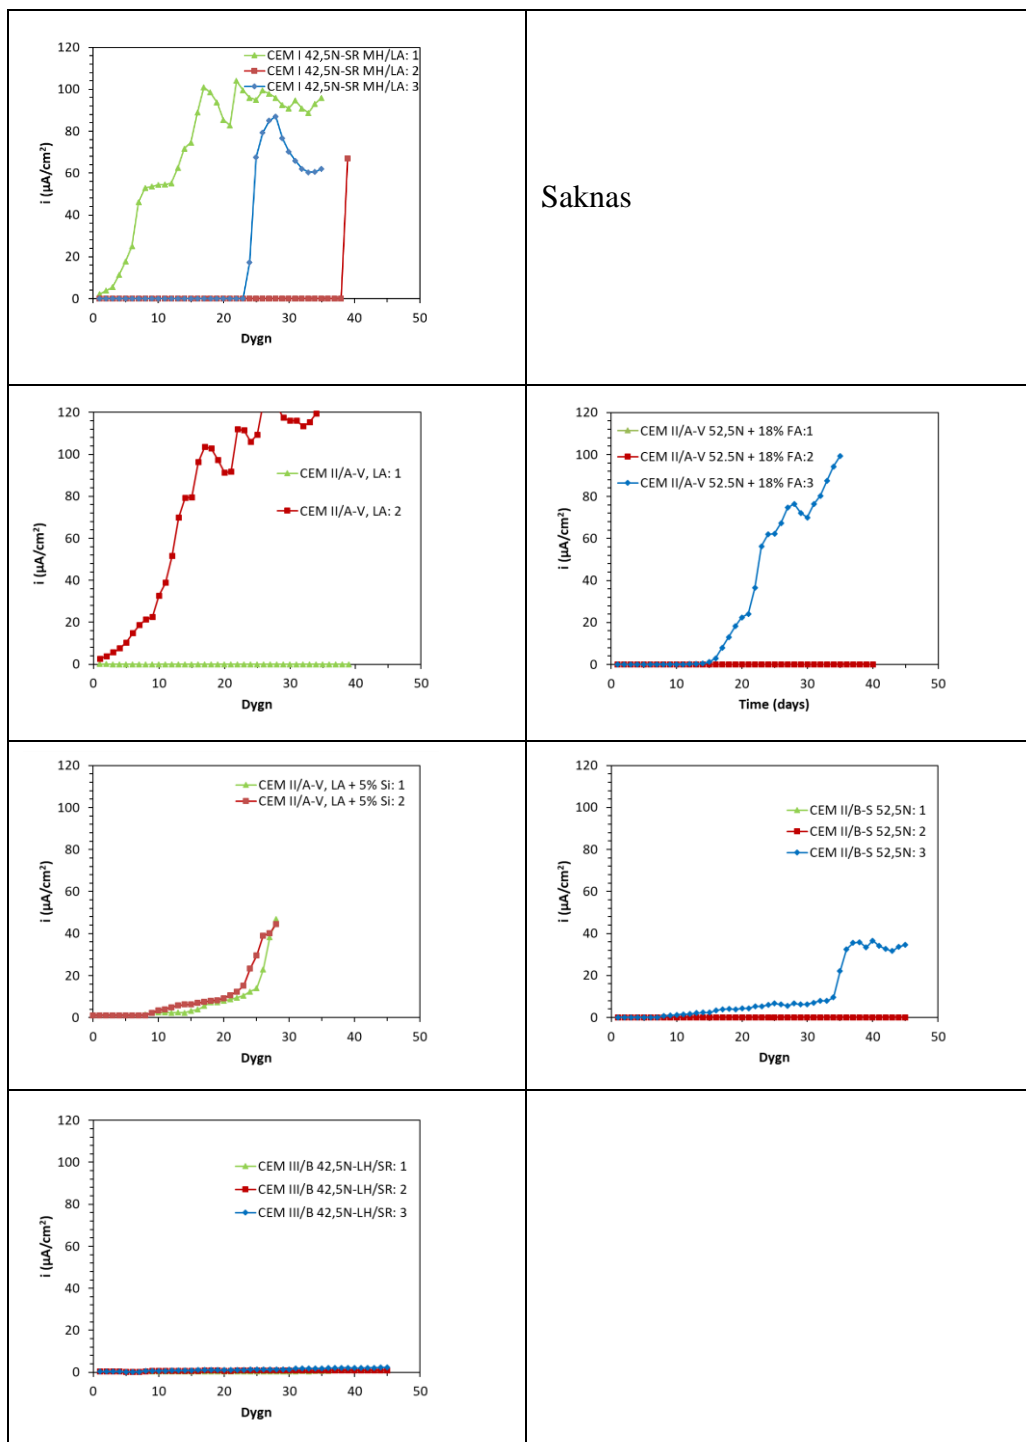 120
100
80
60
40
20
0
i (µA/cm²)
CEM I 42,5N-SR MH/LA: 1
CEM I 42,5N-SR MH/LA: 2
CEM I 42,5N-SR MH/LA: 3
0 10 20 30 40 50
Dygn
Saknas
120
100
80
60
40
20
0
i (µA/cm²)
CEM II/A-V, LA: 1
CEM II/A-V, LA: 2
0 10 20 30 40 50
Dygn
120
100
80
60
40
20
0
i (µA/cm²)
CEM II/A-V 52,5N + 18% FA:1
CEM II/A-V 52.5N + 18% FA:2
CEM II/A-V 52.5N + 18% FA:3
0 10 20 30 40 50
Time (days)
120
100
80
60
40
20
0
i (µA/cm²)
CEM II/A-V, LA + 5% Si: 1
CEM II/A-V, LA + 5% Si: 2
0 10 20 30 40 50
Dygn
120
100
80
60
40
20
0
i (µA/cm²)
CEM II/B-S 52,5N: 1
CEM II/B-S 52,5N: 2
CEM II/B-S 52,5N: 3
0 10 20 30 40 50
Dygn
120
100
80
60
40
20
0
i (µA/cm²)
CEM III/B 42,5N-LH/SR: 1
CEM III/B 42,5N-LH/SR: 2
CEM III/B 42,5N-LH/SR: 3
0 10 20 30 40 50
Dygn